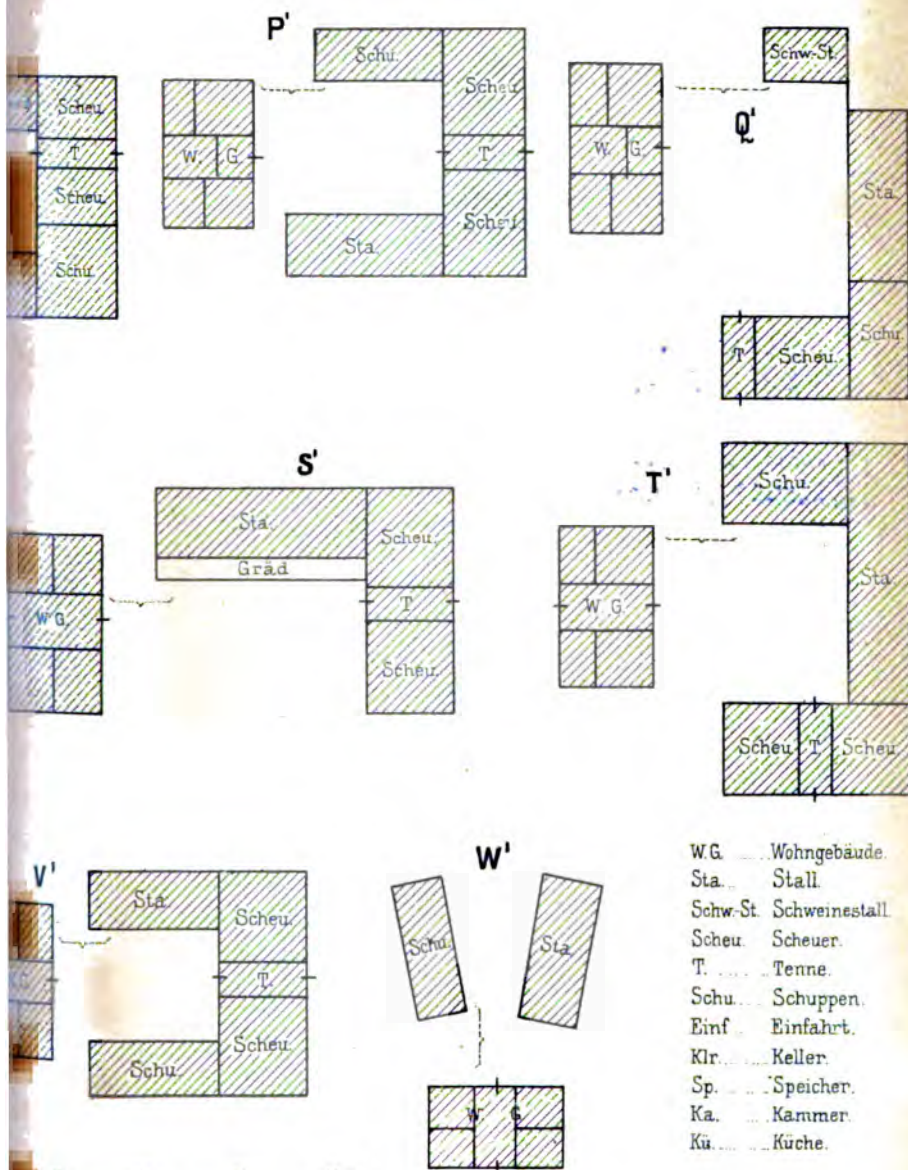 P'
Schu.
Scheu.
T
Scheu
Sta.
W. G.
Scheu.
T
Scheu.
Schu.
W. G.
Schw-St.
Q'
Sta.
Schu.
T
Scheu.
S'
Sta.
Gräd
Scheu.
T
Scheu.
W.G.
T'
Schu.
Sta.
W. G.
Scheu
T.
Scheu.
V'
Sta.
Scheu.
T.
Scheu.
Schu.
W'
Schu.
Sta.
W. G.
W.G. .... Wohngebäude.
Sta. .. Stall.
Schw.-St. Schweinestall.
Scheu. .. Scheuer.
T. .... Tenne.
Schu. .. Schuppen.
Einf .. Einfahrt.
Klr. ... Keller.
Sp. ... Speicher.
Ka. ... Kammer.
Kü. ... Küche.